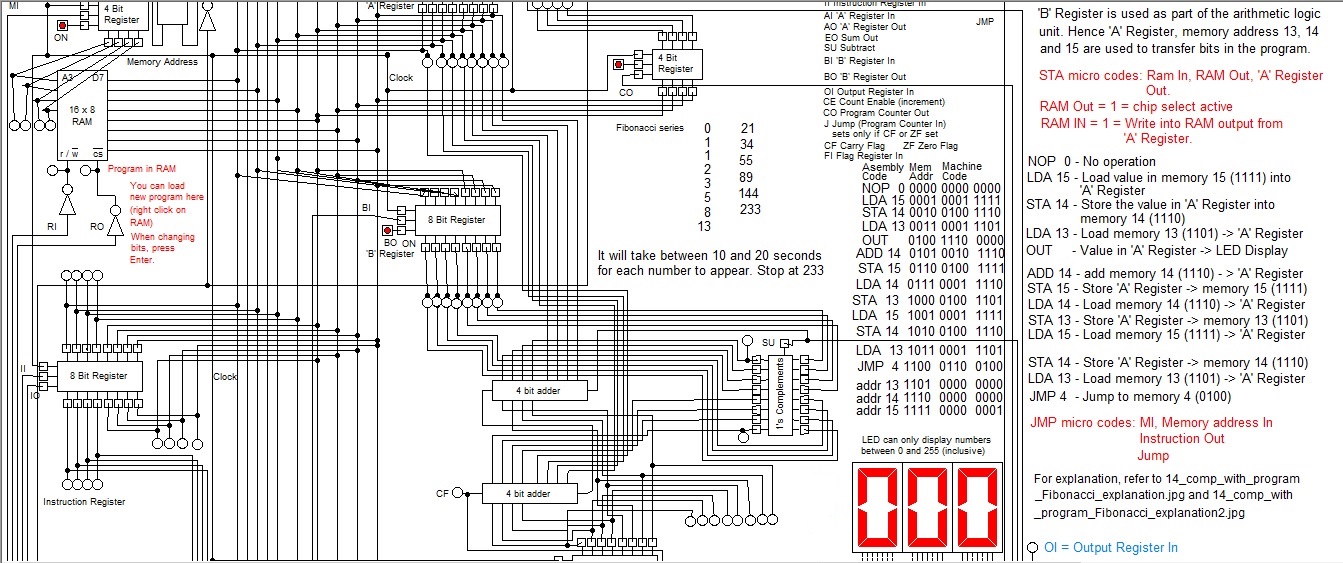 MI
4 Bit
Register
ON
Memory Address
A3 D7
16 x 8
RAM
r / w cs
Program in RAM
You can load
new program here
(right click on
RAM)
When changing
bits, press
Enter.
RI
RO
II
8 Bit Register
IO
Clock
Instruction Register
'A' Register
Clock
BI
8 Bit Register
BO ON
'B' Register
4 bit adder
CF
4 bit adder
4 Bit
Register
CO
Fibonacci series
0 21
1 34
1 55
2 89
3 144
5 233
8
13
It will take between 10 and 20 seconds
for each number to appear. Stop at 233
SU
1's Complements
II Instruction Register In
JMP
AI 'A' Register In
AO 'A' Register Out
EO Sum Out
SU Subtract
BI 'B' Register In
BO 'B' Register Out
OI Output Register In
CE Count Enable (increment)
CO Program Counter Out
J Jump (Program Counter In)
sets only if CF or ZF set
CF Carry Flag ZF Zero Flag
FI Flag Register In
Asembly Mem Machine
Code Addr Code
NOP 0 0000 0000 0000
LDA 15 0001 0001 1111
STA 14 0010 0100 1110
LDA 13 0011 0001 1101
OUT 0100 1110 0000
ADD 14 0101 0010 1110
STA 15 0110 0100 1111
LDA 14 0111 0001 1110
STA 13 1000 0100 1101
LDA 15 1001 0001 1111
STA 14 1010 0100 1110
LDA 13 1011 0001 1101
JMP 4 1100 0110 0100
addr 13 1101 0000 0000
addr 14 1110 0000 0000
addr 15 1111 0000 0001
LED can only display numbers
between 0 and 255 (inclusive)
000
'B' Register is used as part of the arithmetic logic
unit. Hence 'A' Register, memory address 13, 14
and 15 are used to transfer bits in the program.
STA micro codes: Ram In, RAM Out, 'A' Register
Out.
RAM Out = 1 = chip select active
RAM IN = 1 = Write into RAM output from
'A' Register.
NOP 0 - No operation
LDA 15 - Load value in memory 15 (1111) into
'A' Register
STA 14 - Store the value in 'A' Register into
memory 14 (1110)
LDA 13 - Load memory 13 (1101) -> 'A' Register
OUT - Value in 'A' Register -> LED Display
ADD 14 - add memory 14 (1110) - > 'A' Register
STA 15 - Store 'A' Register -> memory 15 (1111)
LDA 14 - Load memory 14 (1110) -> 'A' Register
STA 13 - Store 'A' Register -> memory 13 (1101)
LDA 15 - Load memory 15 (1111) -> 'A' Register
STA 14 - Store 'A' Register -> memory 14 (1110)
LDA 13 - Load memory 13 (1101) -> 'A' Register
JMP 4 - Jump to memory 4 (0100)
JMP micro codes: MI, Memory address In
Instruction Out
Jump
For explanation, refer to 14_comp_with_program
_Fibonacci_explanation.jpg and 14_comp_with
_program_Fibonacci_explanation2.jpg
OI = Output Register In